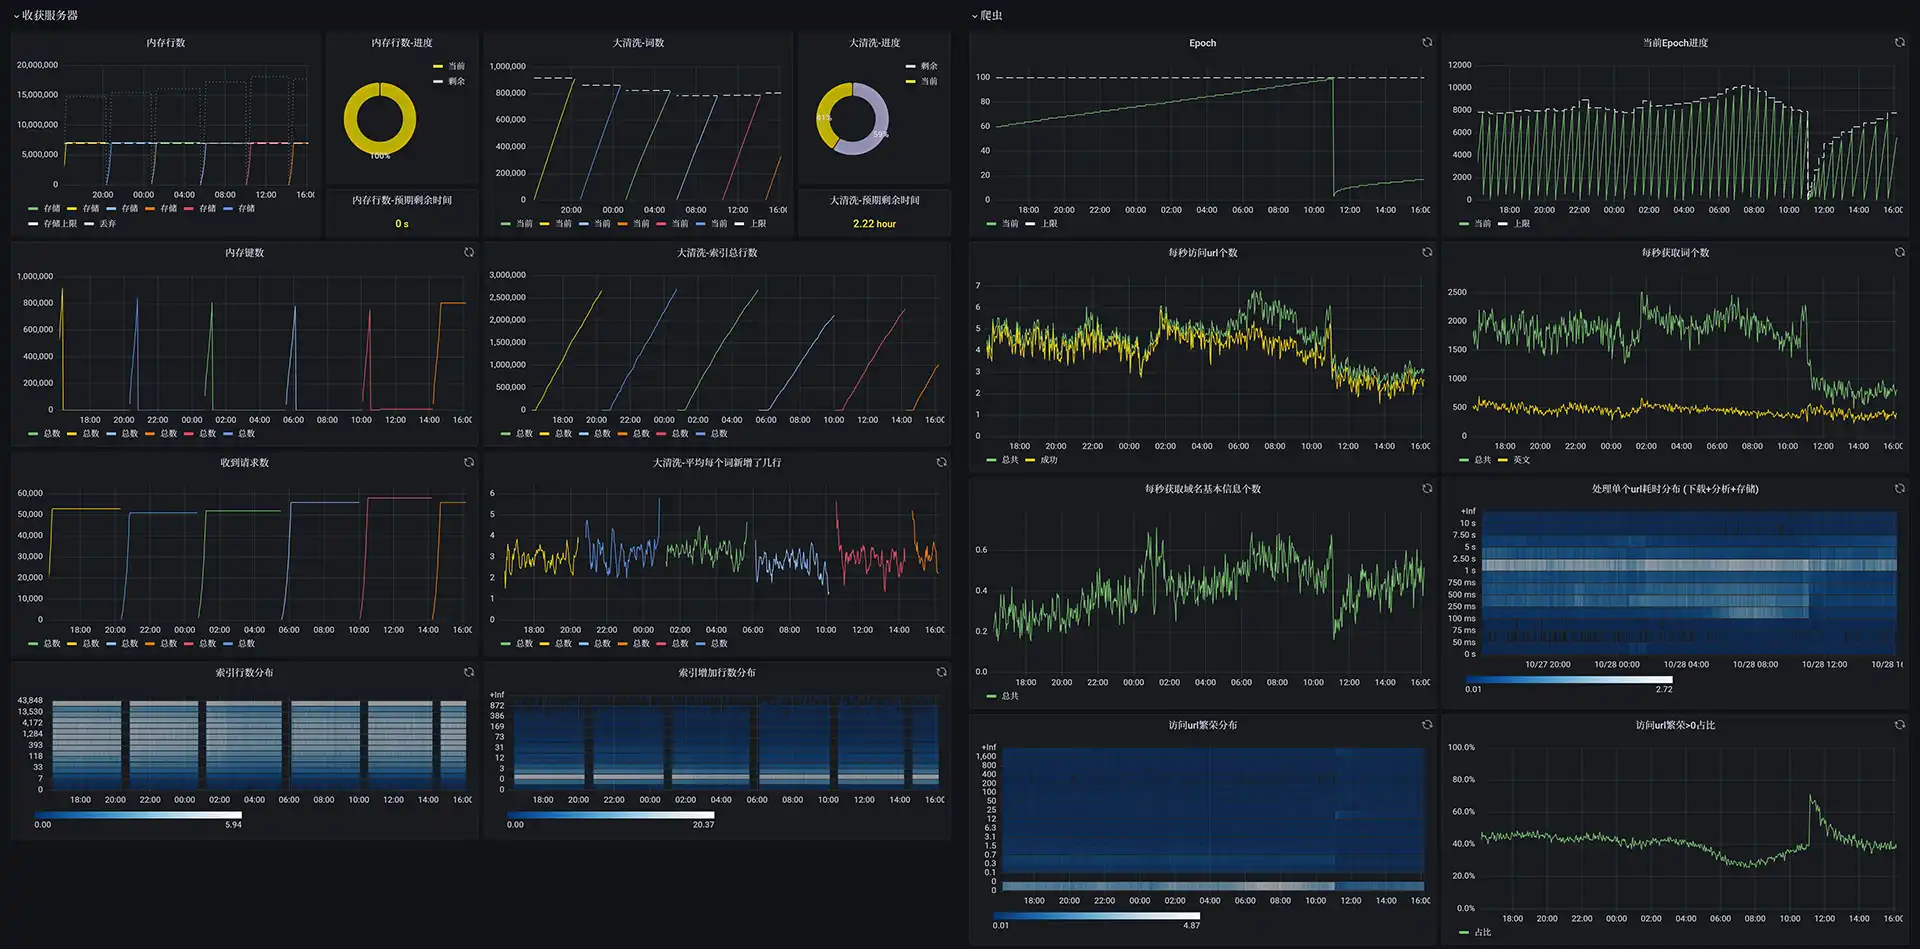 收获服务器
内存行数
20,000,000
15,000,000
10,000,000
5,000,000
0
20:00 00:00 04:00 08:00 12:00 16:00
存储 存储 存储 存储 存储 存储
存储上限 丢弃
内存行数-进度
当前
剩余
100%
内存行数-预期剩余时间
0 s
大清洗-词数
1,000,000
800,000
600,000
400,000
200,000
0
20:00 00:00 04:00 08:00 12:00 16:00
当前 当前 当前 当前 当前 当前 上限
大清洗-进度
剩余
当前
41%
59%
大清洗-预期剩余时间
2.22 hour
内存键数
1,000,000
800,000
600,000
400,000
200,000
0
18:00 20:00 22:00 00:00 02:00 04:00 06:00 08:00 10:00 12:00 14:00 16:00
总数 总数 总数 总数 总数 总数
大清洗-索引总行数
3,000,000
2,500,000
2,000,000
1,500,000
1,000,000
500,000
0
18:00 20:00 22:00 00:00 02:00 04:00 06:00 08:00 10:00 12:00 14:00 16:00
总数 总数 总数 总数 总数 总数
收到请求数
60,000
50,000
40,000
30,000
20,000
10,000
0
18:00 20:00 22:00 00:00 02:00 04:00 06:00 08:00 10:00 12:00 14:00 16:00
总数 总数 总数 总数 总数 总数
大清洗-平均每个词新增了几行
6
5
4
3
2
1
0
18:00 20:00 22:00 00:00 02:00 04:00 06:00 08:00 10:00 12:00 14:00 16:00
总数 总数 总数 总数 总数 总数
索引行数分布
43,848
13,530
4,172
1,284
393
118
33
7
0
18:00 20:00 22:00 00:00 02:00 04:00 06:00 08:00 10:00 12:00 14:00 16:00
0.00 5.94
索引增加行数分布
+Inf
872
386
169
73
31
12
3
0
0
18:00 20:00 22:00 00:00 02:00 04:00 06:00 08:00 10:00 12:00 14:00 16:00
0.00 20.37
爬虫
Epoch
100
80
60
40
20
0
18:00 20:00 22:00 00:00 02:00 04:00 06:00 08:00 10:00 12:00 14:00 16:00
当前 上限
当前Epoch进度
12000
10000
8000
6000
4000
2000
0
18:00 20:00 22:00 00:00 02:00 04:00 06:00 08:00 10:00 12:00 14:00 16:00
当前 上限
每秒访问url个数
7
6
5
4
3
2
1
0
18:00 20:00 22:00 00:00 02:00 04:00 06:00 08:00 10:00 12:00 14:00 16:00
总共 成功
每秒获取词个数
2500
2000
1500
1000
500
0
18:00 20:00 22:00 00:00 02:00 04:00 06:00 08:00 10:00 12:00 14:00 16:00
总共 英文
每秒获取域名基本信息个数
0.6
0.4
0.2
0.0
18:00 20:00 22:00 00:00 02:00 04:00 06:00 08:00 10:00 12:00 14:00 16:00
总共
处理单个url耗时分布 (下载+分析+存储)
+Inf
10 s
7.50 s
5 s
2.50 s
1 s
750 ms
500 ms
250 ms
100 ms
75 ms
50 ms
0 s
10/27 20:00 10/28 00:00 10/28 04:00 10/28 08:00 10/28 12:00 10/28 16
0.01 2.72
访问url繁荣分布
+Inf
1,600
800
400
200
100
50
25
12
6.3
3.1
1.5
0.7
0.3
0.1
0
0
18:00 20:00 22:00 00:00 02:00 04:00 06:00 08:00 10:00 12:00 14:00 16:00
0.01 4.87
访问url繁荣>0占比
100.0%
80.0%
60.0%
40.0%
20.0%
0.0%
18:00 20:00 22:00 00:00 02:00 04:00 06:00 08:00 10:00 12:00 14:00 16:00
占比